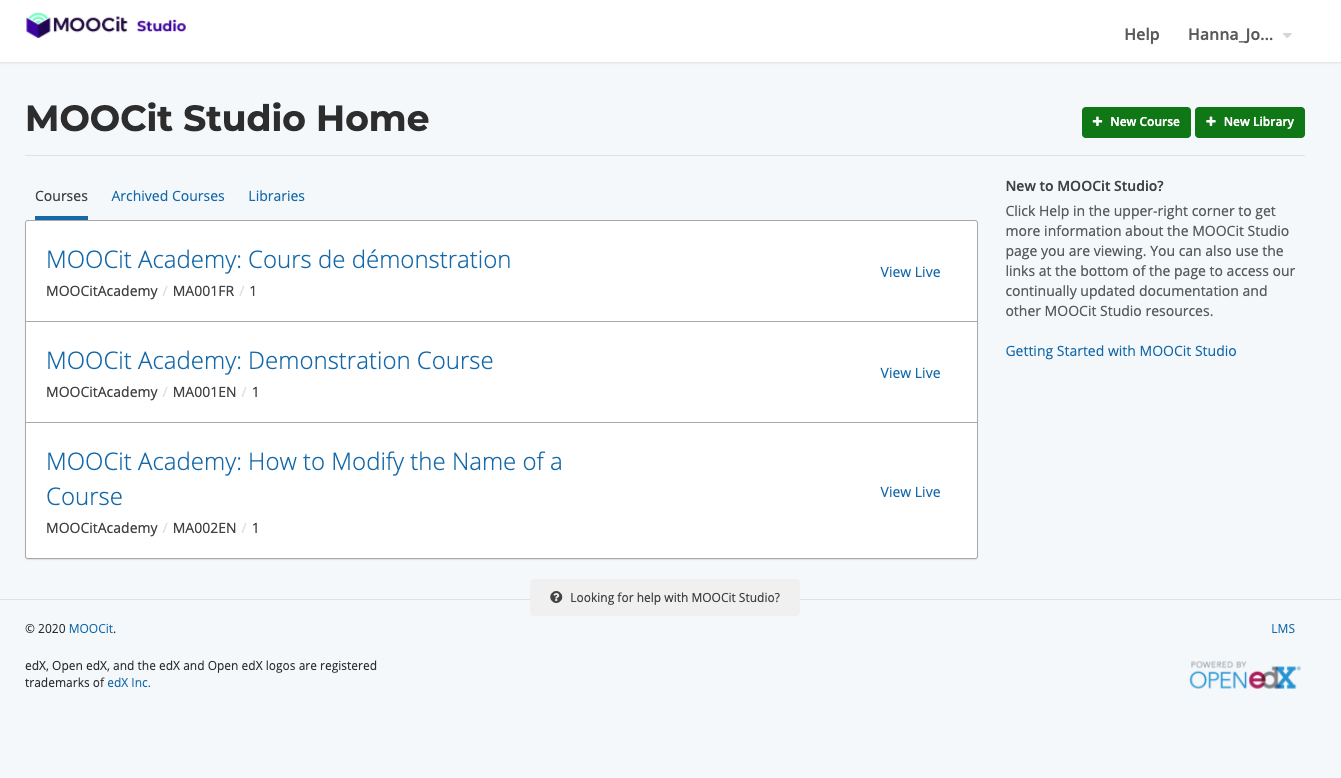 MOOCit Studio
Help Hanna_Jo...
MOOCit Studio Home
+ New Course + New Library
Courses Archived Courses Libraries
MOOCit Academy: Cours de démonstration
MOOCitAcademy / MA001FR / 1
View Live
MOOCit Academy: Demonstration Course
MOOCitAcademy / MA001EN / 1
View Live
MOOCit Academy: How to Modify the Name of a
Course
MOOCitAcademy / MA002EN / 1
View Live
New to MOOCit Studio?
Click Help in the upper-right corner to get
more information about the MOOCit Studio
page you are viewing. You can also use the
links at the bottom of the page to access our
continually updated documentation and
other MOOCit Studio resources.
Getting Started with MOOCit Studio
Looking for help with MOOCit Studio?
© 2020 MOOCit.
LMS
edX, Open edX, and the edX and Open edX logos are registered
trademarks of edX Inc.
POWERED BY
OPEN edX